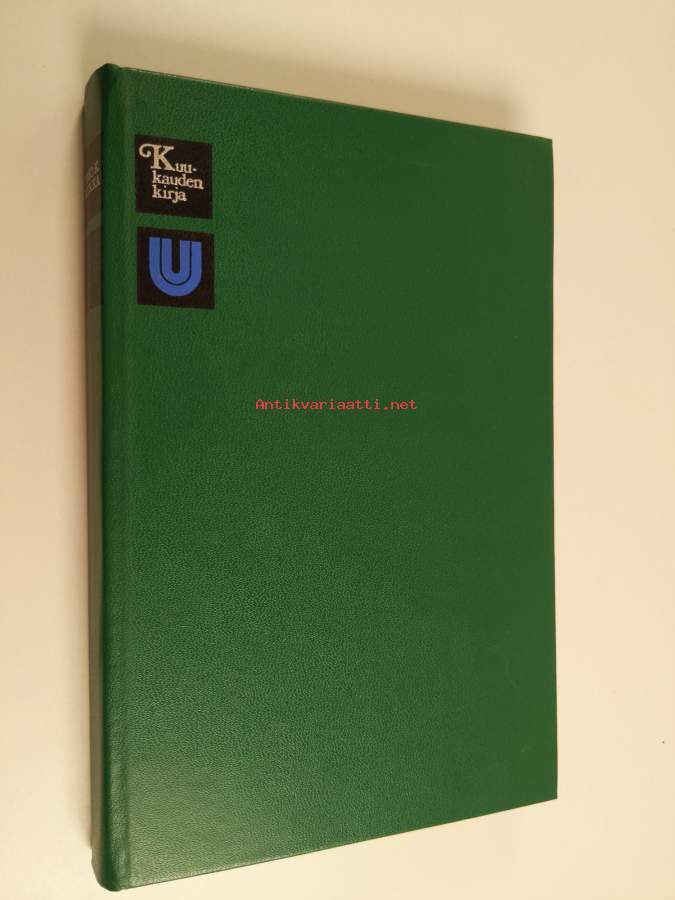 Kuu-
kauden
kirja
U
Antikvariaatti.net